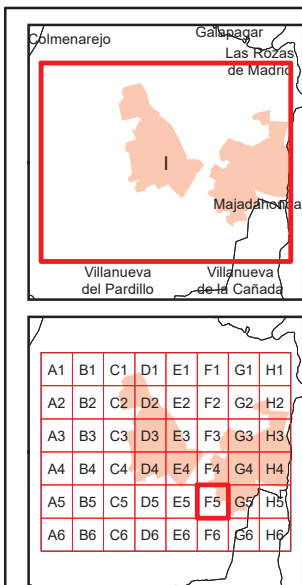 Colmenarejo
Galapagar
Las Rozas
de Madrid
I
Majadahonda
Villanueva
del Pardillo
Villanueva
de la Cañada
A1 B1 C1 D1 E1 F1 G1 H1
A2 B2 C2 D2 E2 F2 G2 H2
A3 B3 C3 D3 E3 F3 G3 H3
A4 B4 C4 D4 E4 F4 G4 H4
A5 B5 C5 D5 E5 F5 G5 H5
A6 B6 C6 D6 E6 F6 G6 H6